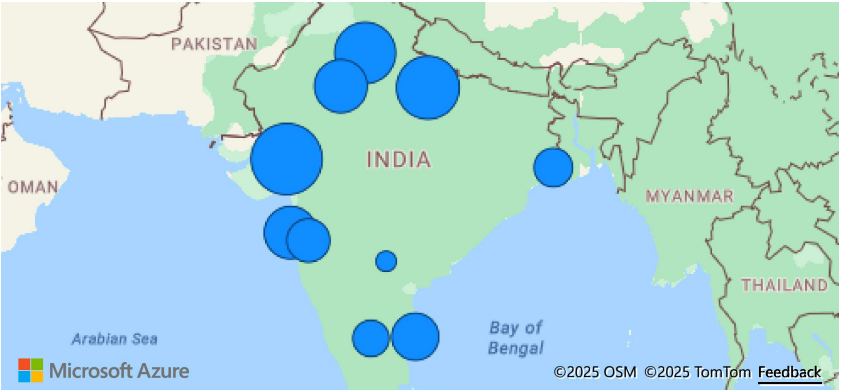 PAKISTAN
INDIA
OMAN
MYANMAR
THAILAND
Arabian Sea
Bay of
Bengal
Microsoft Azure
©2025 OSM ©2025 TomTom Feedback